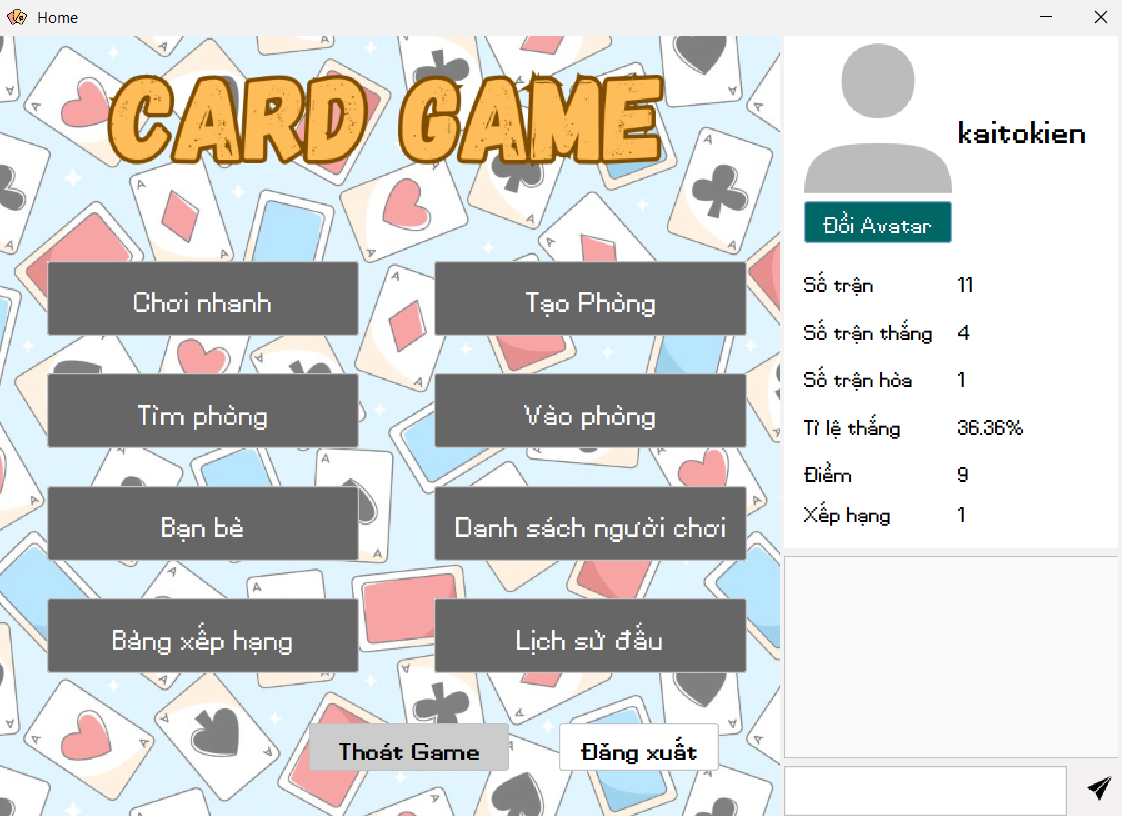 Home
CARD GAME
Chơi nhanh
Tạo Phòng
Tìm phòng
Vào phòng
Bạn bè
Danh sách người chơi
Bảng xếp hạng
Lịch sử đấu
Thoát Game
Đăng xuất
kaitokien
Đổi Avatar
Số trận 11
Số trận thắng 4
Số trận hòa 1
Tỉ lệ thắng 36.36%
Điểm 9
Xếp hạng 1